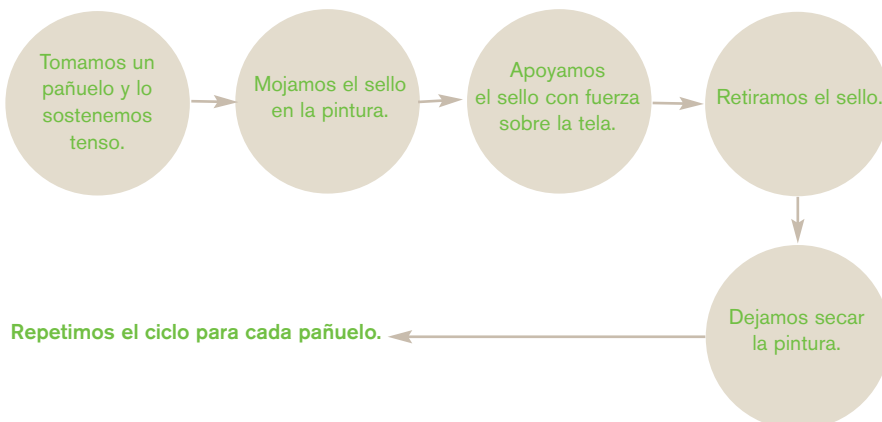 Tomamos un
pañuelo y lo
sostenemos
tenso.
Mojamos el sello
en la pintura.
Apoyamos
el sello con fuerza
sobre la tela.
Retiramos el sello.
Dejamos secar
la pintura.
Repetimos el ciclo para cada pañuelo.